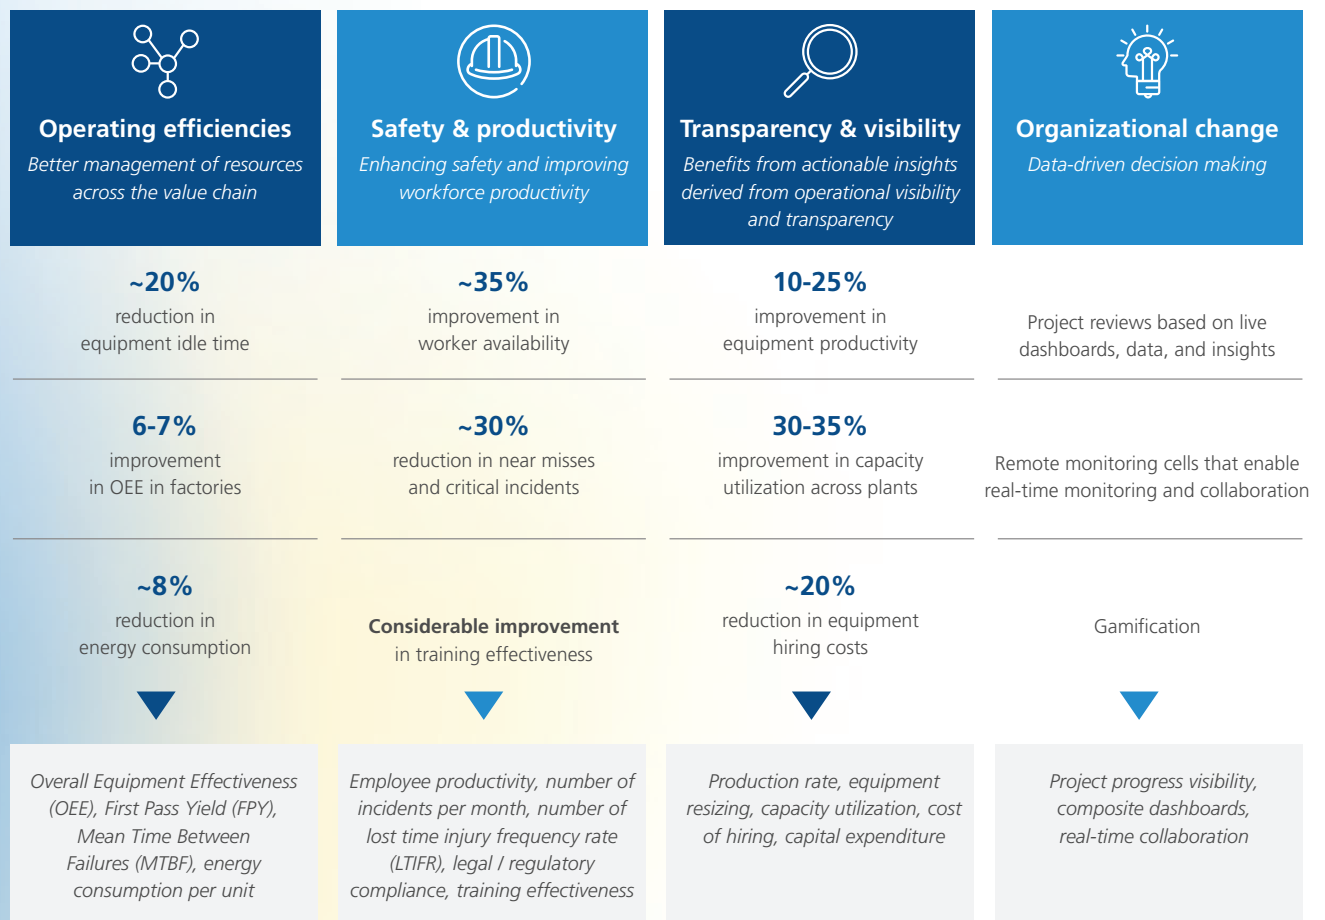 Operating efficiencies
Better management of resources
across the value chain
~20%
reduction in
equipment idle time
6-7%
improvement
in OEE in factories
~8%
reduction in
energy consumption
Overall Equipment Effectiveness
(OEE), First Pass Yield (FPY),
Mean Time Between
Failures (MTBF), energy
consumption per unit
Safety & productivity
Enhancing safety and improving
workforce productivity
~35%
improvement in
worker availability
~30%
reduction in near misses
and critical incidents
Considerable improvement
in training effectiveness
Employee productivity, number of
incidents per month, number of
lost time injury frequency rate
(LTIFR), legal / regulatory
compliance, training effectiveness
Transparency & visibility
Benefits from actionable insights
derived from operational visibility
and transparency
10-25%
improvement in
equipment productivity
30-35%
improvement in capacity
utilization across plants
~20%
reduction in equipment
hiring costs
Production rate, equipment
resizing, capacity utilization, cost
of hiring, capital expenditure
Organizational change
Data-driven decision making
Project reviews based on live
dashboards, data, and insights
Remote monitoring cells that enable
real-time monitoring and collaboration
Gamification
Project progress visibility,
composite dashboards,
real-time collaboration